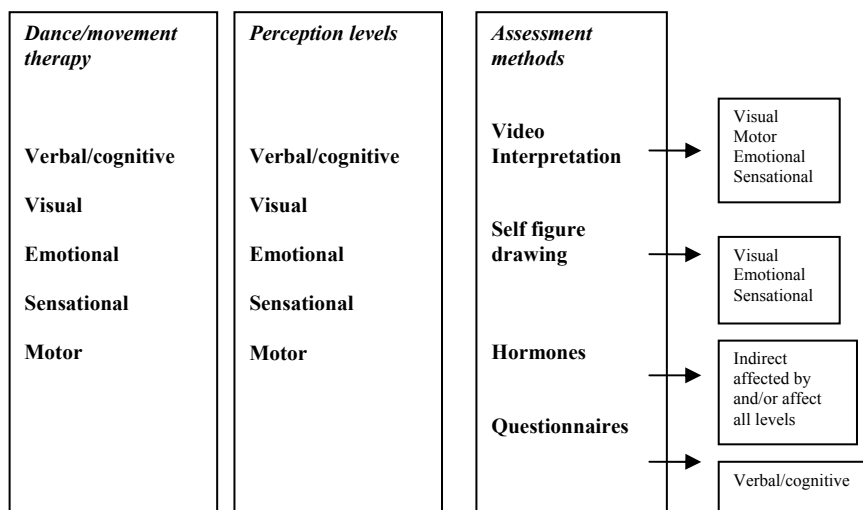 Dance/movement
therapy
Verbal/cognitive
Visual
Emotional
Sensational
Motor
Perception levels
Verbal/cognitive
Visual
Emotional
Sensational
Motor
Assessment
methods
Video
Interpretation
Self figure
drawing
Hormones
Questionnaires
Visual
Motor
Emotional
Sensational
Visual
Emotional
Sensational
Indirect
affected by
and/or affect
all levels
Verbal/cognitive